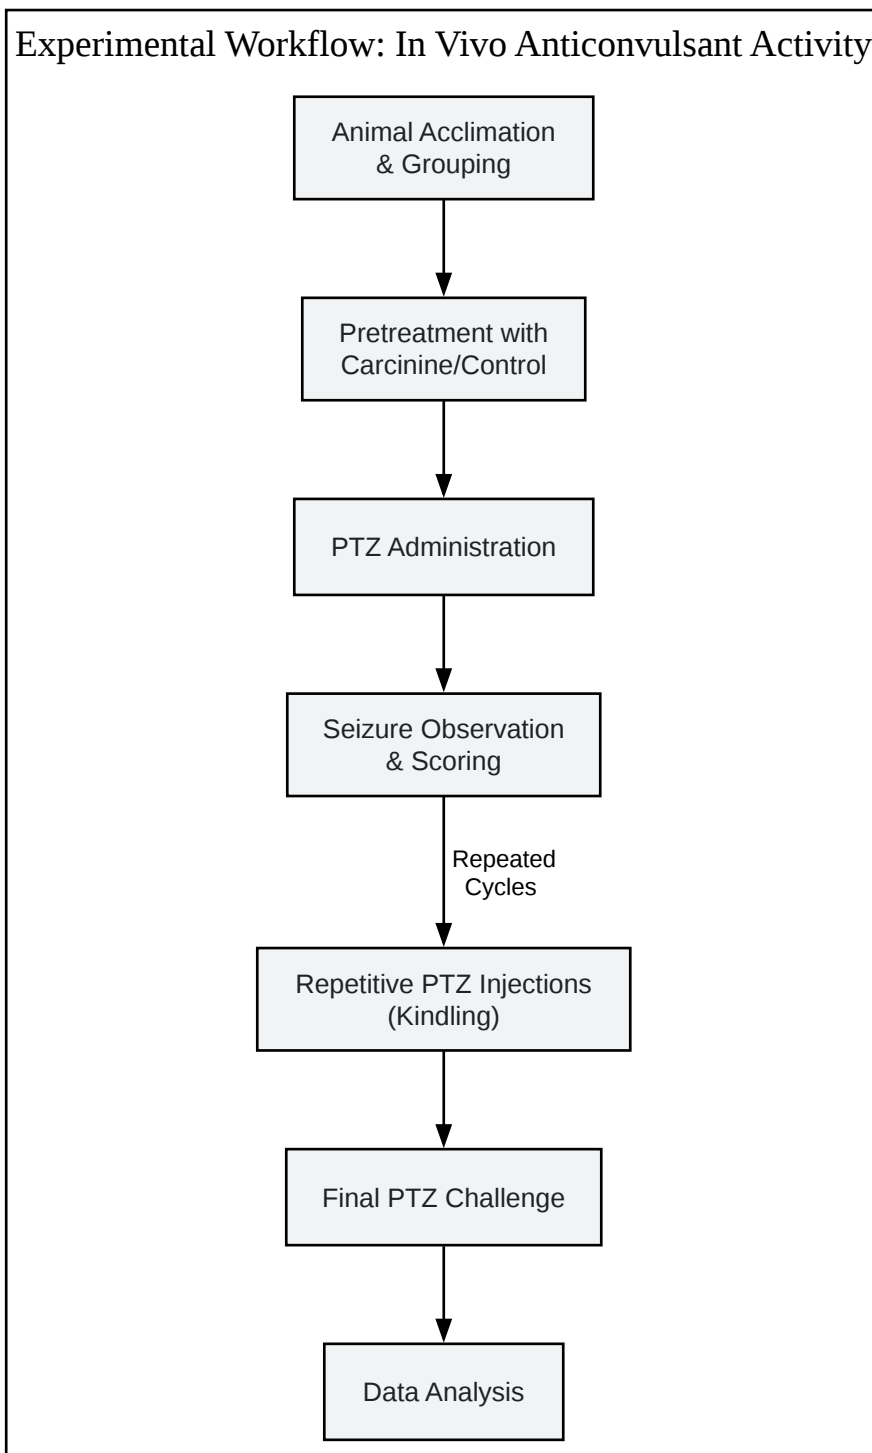 Experimental Workflow: In Vivo Anticonvulsant Activity
Animal Acclimation
& Grouping
Pretreatment with
Carcinine/Control
PTZ Administration
Seizure Observation
& Scoring
Repeated
Cycles
Repetitive PTZ Injections
(Kindling)
Final PTZ Challenge
Data Analysis